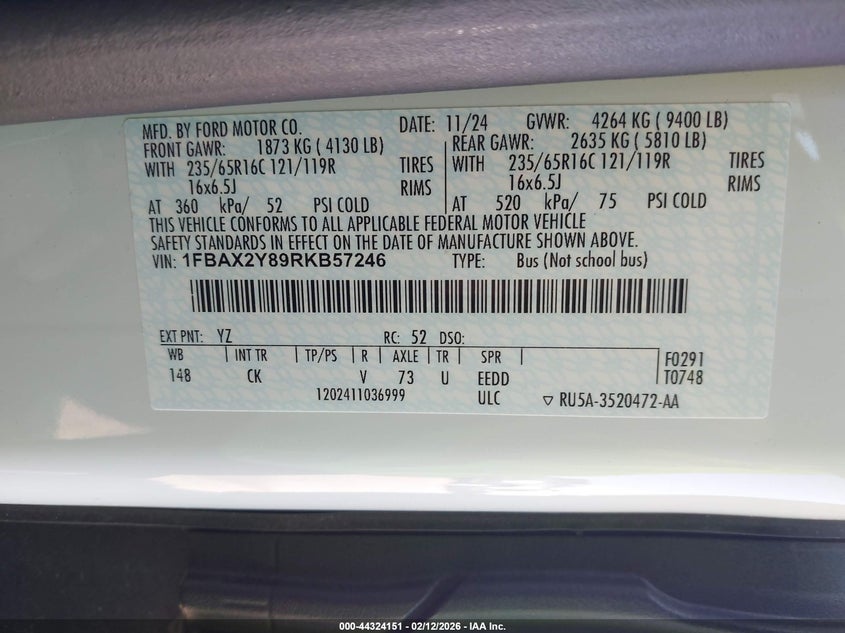 MFD. BY FORD MOTOR CO. DATE: 11/24 GVWR: 4264 KG ( 9400 LB)
FRONT GAWR: 1873 KG ( 4130 LB) REAR GAWR: 2635 KG ( 5810 LB)
WITH 235/65R16C 121/119R TIRES WITH 235/65R16C 121/119R TIRES
16x6.5J RIMS 16x6.5J RIMS
AT 360 kPa/ 52 PSI COLD AT 520 kPa/ 75 PSI COLD
THIS VEHICLE CONFORMS TO ALL APPLICABLE FEDERAL MOTOR VEHICLE
SAFETY STANDARDS IN EFFECT ON THE DATE OF MANUFACTURE SHOWN ABOVE.
VIN: 1FBAX2Y89RKB57246 TYPE: Bus (Not school bus)
EXT PNT: YZ RC: 52 DSO:
WB INT TR TP/PS R AXLE TR SPR F0291
148 CK V 73 U EEDD T0748
1202411036999 ULC ▽ RU5A-3520472-AA
000-44324151 - 02/12/2026 - IAA Inc.